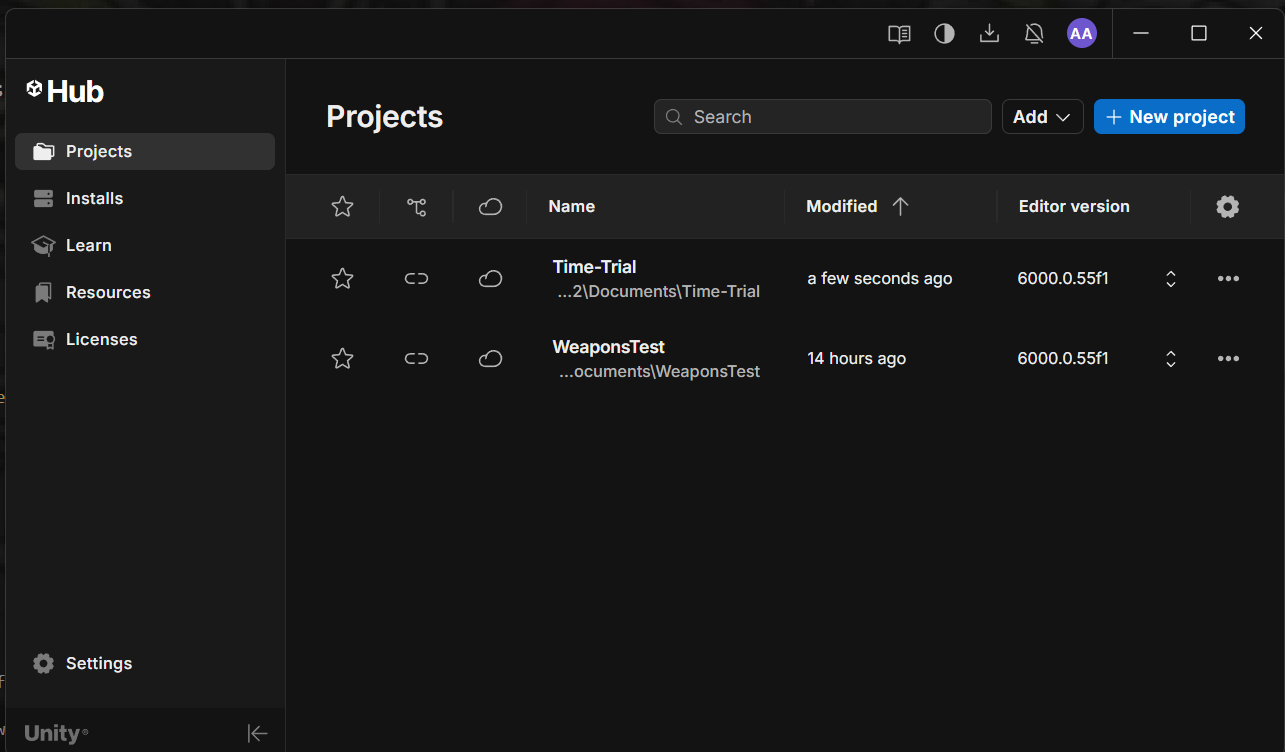 AA
Hub
Projects
Installs
Learn
Resources
Licenses
Settings
Unity®
Projects
Search
Add
New project
Name Modified Editor version
Time-Trial
...2\Documents\Time-Trial
a few seconds ago
6000.0.55f1
WeaponsTest
...ocuments\WeaponsTest
14 hours ago
6000.0.55f1